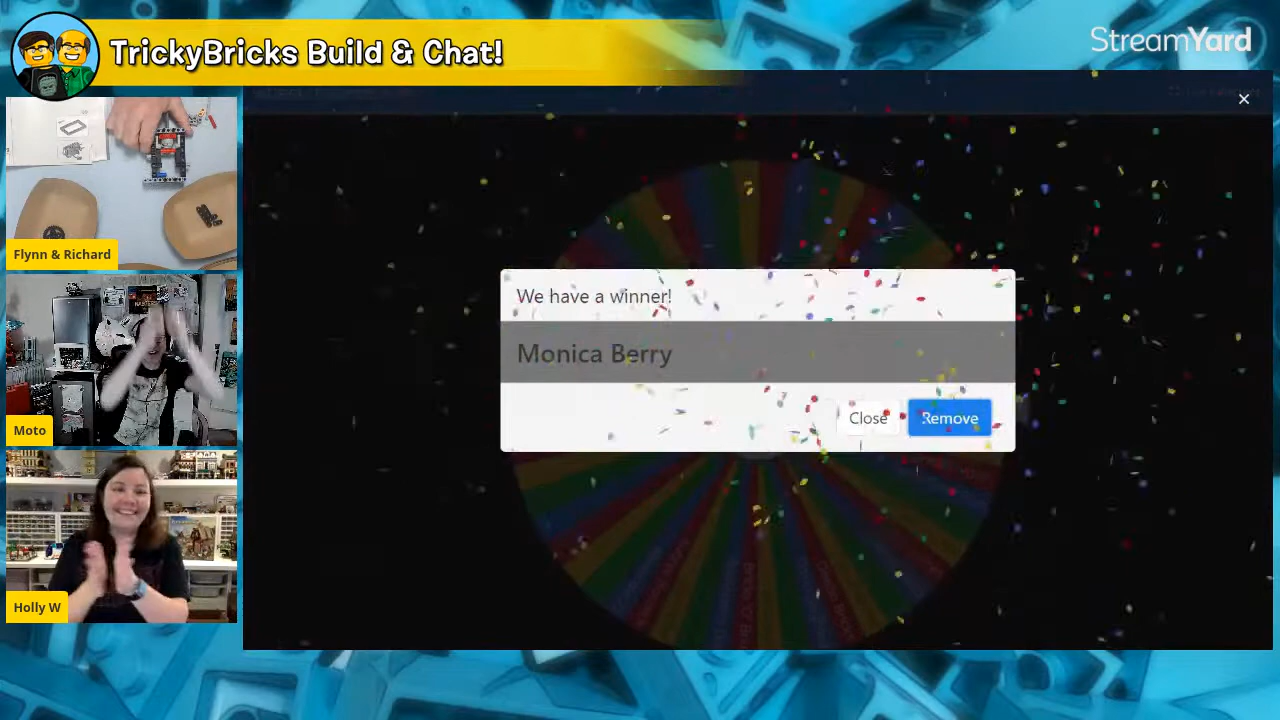 TrickyBricks Build & Chat!
StreamYard
Flynn & Richard
Moto
Holly W
We have a winner!
Monica Berry
Close
Remove